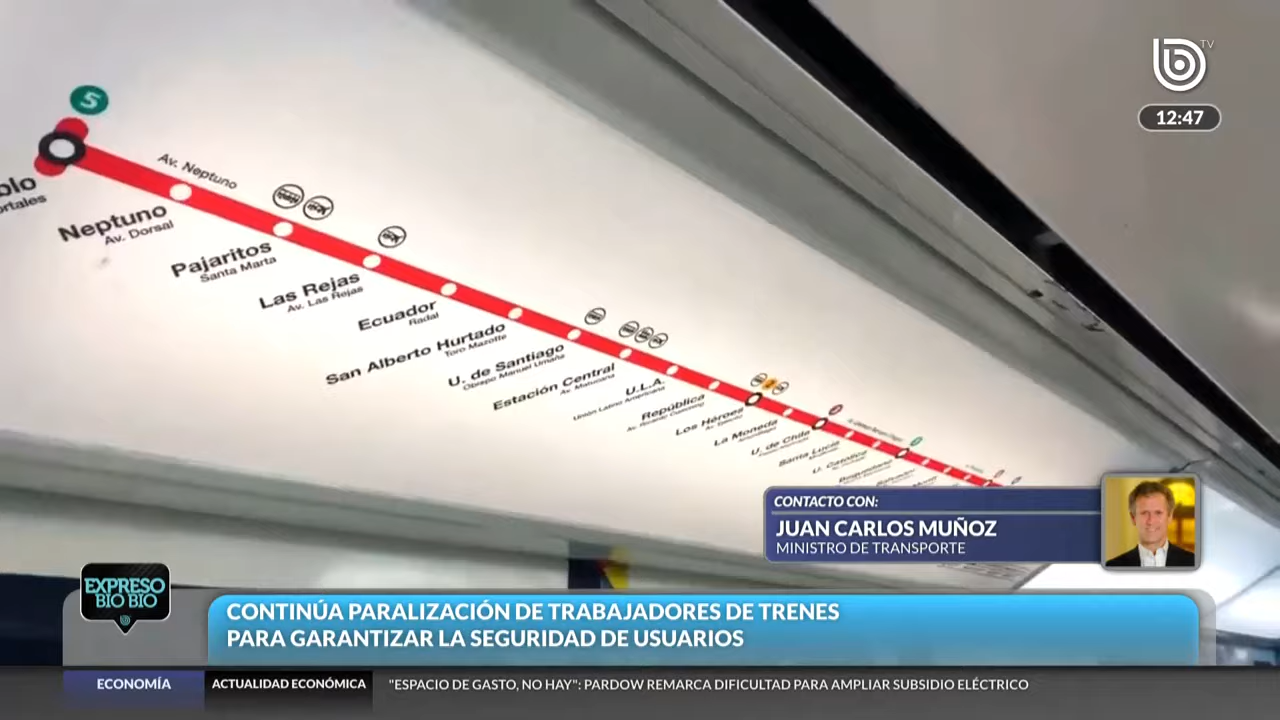 TV
12:47
5
Av. Neptuno
Neptuno
Av. Dorsal
Pajaritos
Santa Marta
Las Rejas
Av. Las Rejas
Ecuador
Radal
San Alberto Hurtado
Toro Mazotte
U. de Santiago
Obispo Manuel Umaña
Estación Central
Av. Matucana
U.L.A.
Unión Latino Americana
República
Av. Ricardo Cumming
Los Héroes
La Moneda
U. de Chile
Santa Lucía
U. Católica
CONTACTO CON:
JUAN CARLOS MUÑOZ
MINISTRO DE TRANSPORTE
EXPRESO
BIO BIO
CONTINÚA PARALIZACIÓN DE TRABAJADORES DE TRENES
PARA GARANTIZAR LA SEGURIDAD DE USUARIOS
ECONOMÍA
ACTUALIDAD ECONÓMICA
"ESPACIO DE GASTO, NO HAY": PARDOW REMARCA DIFICULTAD PARA AMPLIAR SUBSIDIO ELÉCTRICO